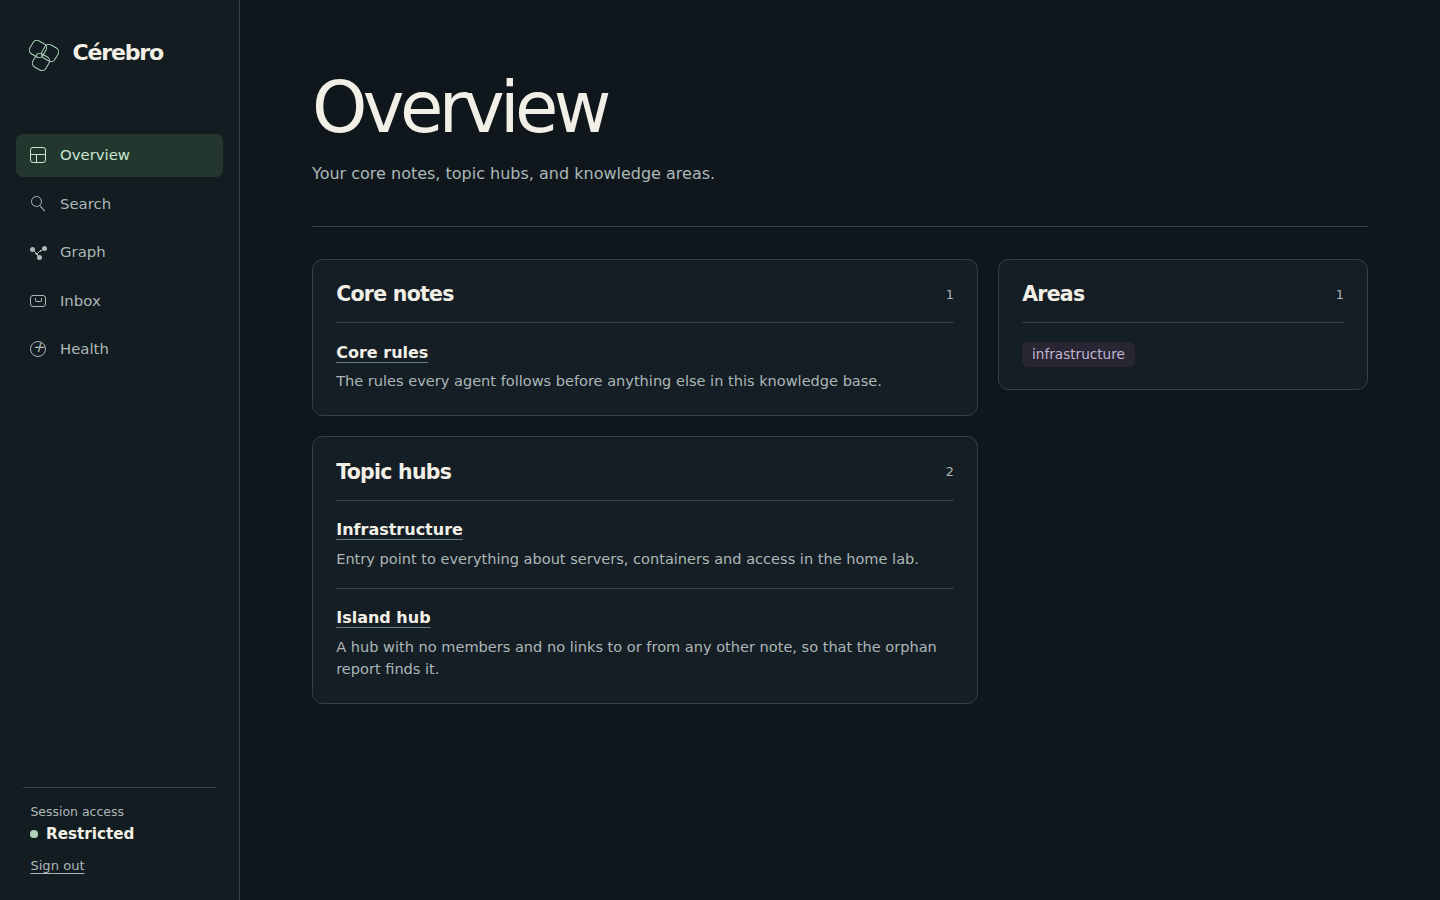 Cérebro
Overview
Search
Graph
Inbox
Health
Session access
Restricted
Sign out
Overview
Your core notes, topic hubs, and knowledge areas.
Core notes
1
Core rules
The rules every agent follows before anything else in this knowledge base.
Topic hubs
2
Infrastructure
Entry point to everything about servers, containers and access in the home lab.
Island hub
A hub with no members and no links to or from any other note, so that the orphan
report finds it.
Areas
1
infrastructure